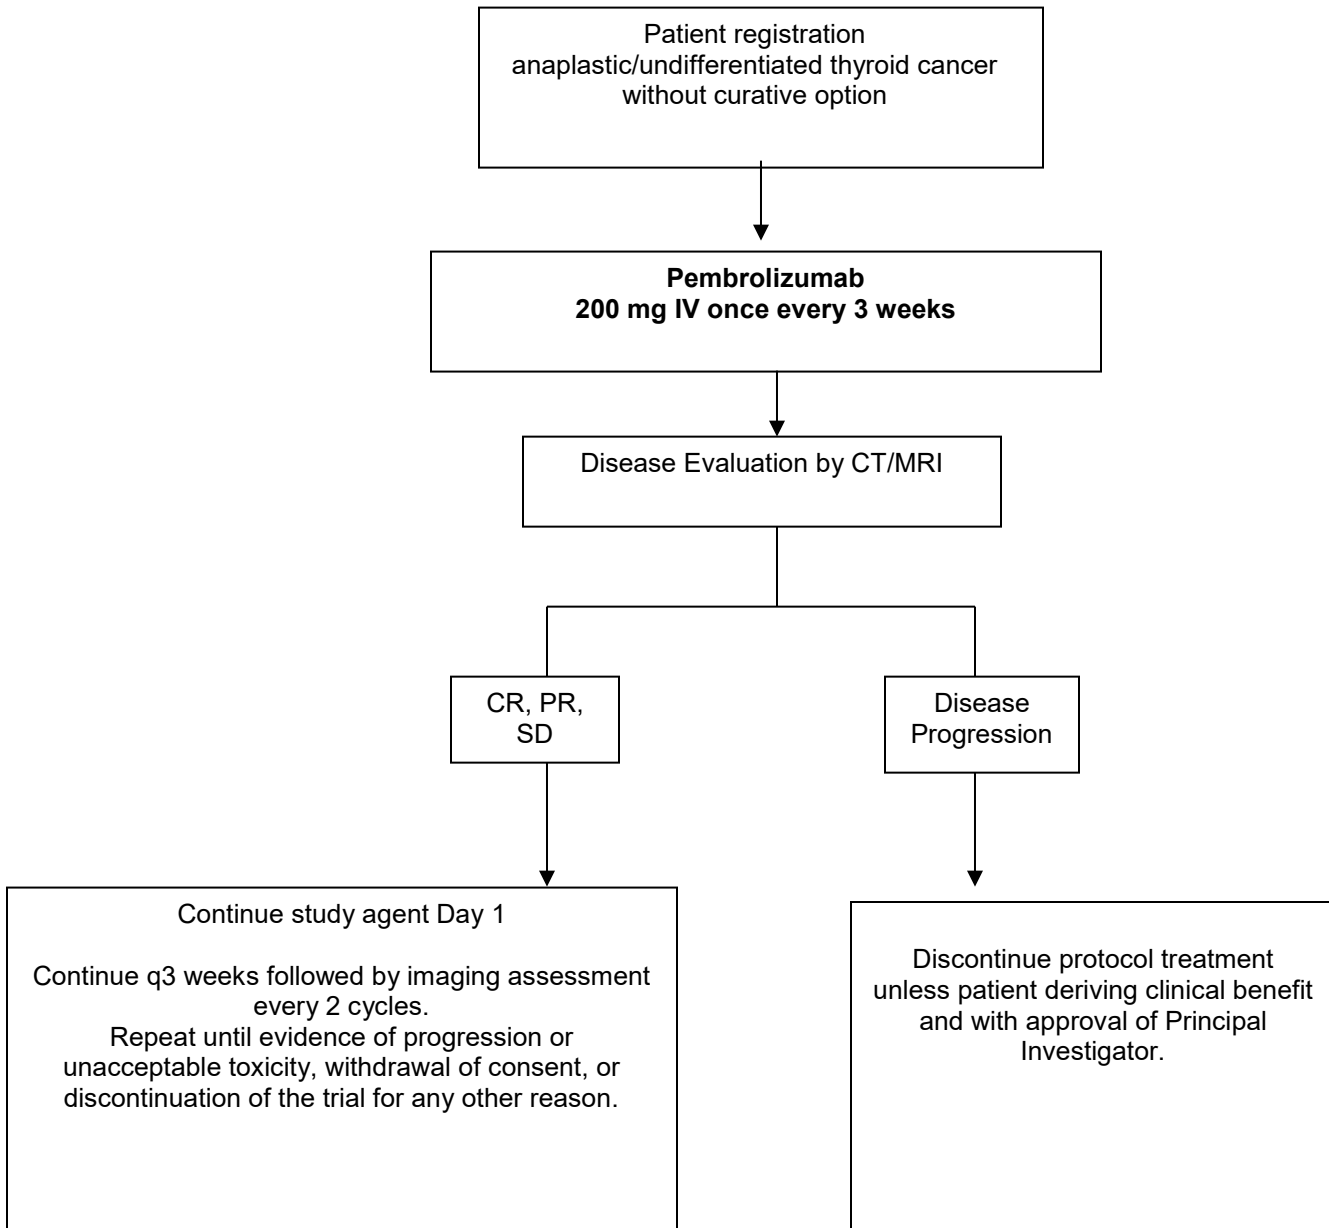 Patient registration
anaplastic/undifferentiated thyroid cancer
without curative option
Pembrolizumab
200 mg IV once every 3 weeks
Disease Evaluation by CT/MRI
CR, PR,
SD
Disease
Progression
Continue study agent Day 1
Continue q3 weeks followed by imaging assessment
every 2 cycles.
Repeat until evidence of progression or
unacceptable toxicity, withdrawal of consent, or
discontinuation of the trial for any other reason.
Discontinue protocol treatment
unless patient deriving clinical benefit
and with approval of Principal
Investigator.